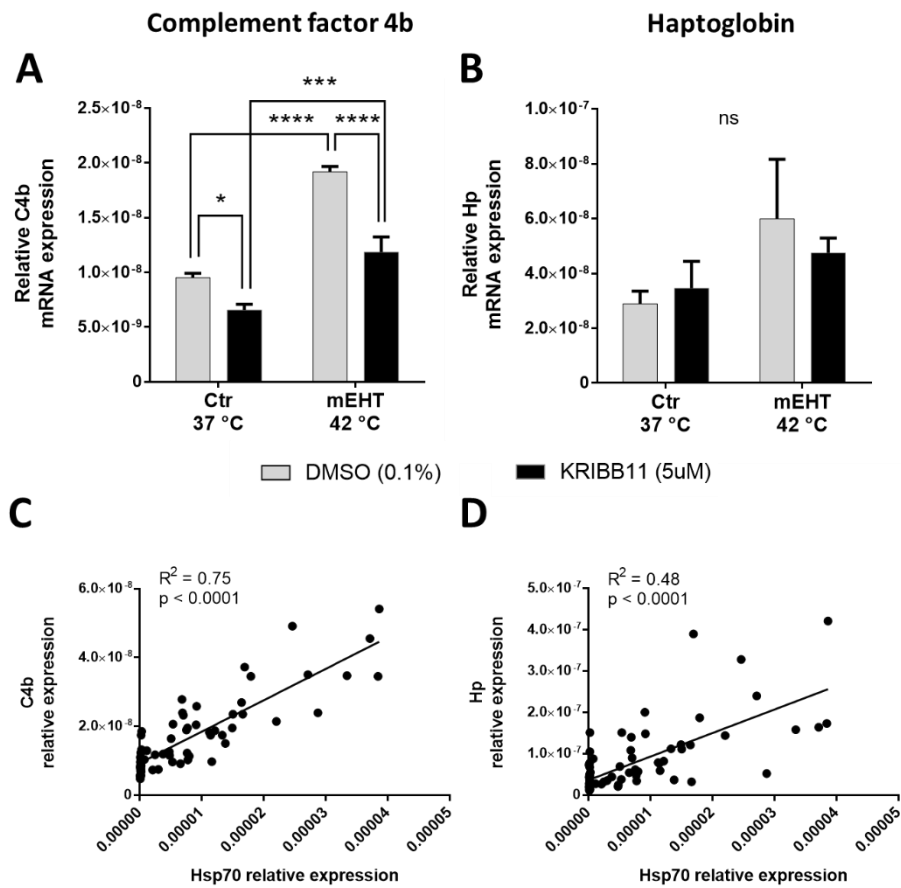 Complement factor 4b
Haptoglobin
A
B
Relative C4b
mRNA expression
2.5×10⁻⁸
2.0×10⁻⁸
1.5×10⁻⁸
1.0×10⁻⁸
5.0×10⁻⁹
0
***
**** ****
*
Ctr
37 °C
mEHT
42 °C
Relative Hp
mRNA expression
1.0×10⁻⁷
8.0×10⁻⁸
6.0×10⁻⁸
4.0×10⁻⁸
2.0×10⁻⁸
0
ns
Ctr
37 °C
mEHT
42 °C
DMSO (0.1%)
KRIBB11 (5uM)
C
D
C4b
relative expression
R² = 0.75
p < 0.0001
6.0×10⁻⁸
4.0×10⁻⁸
2.0×10⁻⁸
0
0.00000 0.00001 0.00002 0.00003 0.00004 0.00005
Hsp70 relative expression
Hp
relative expression
R² = 0.48
p < 0.0001
5.0×10⁻⁷
4.0×10⁻⁷
3.0×10⁻⁷
2.0×10⁻⁷
1.0×10⁻⁷
0
0.00000 0.00001 0.00002 0.00003 0.00004 0.00005
Hsp70 relative expression